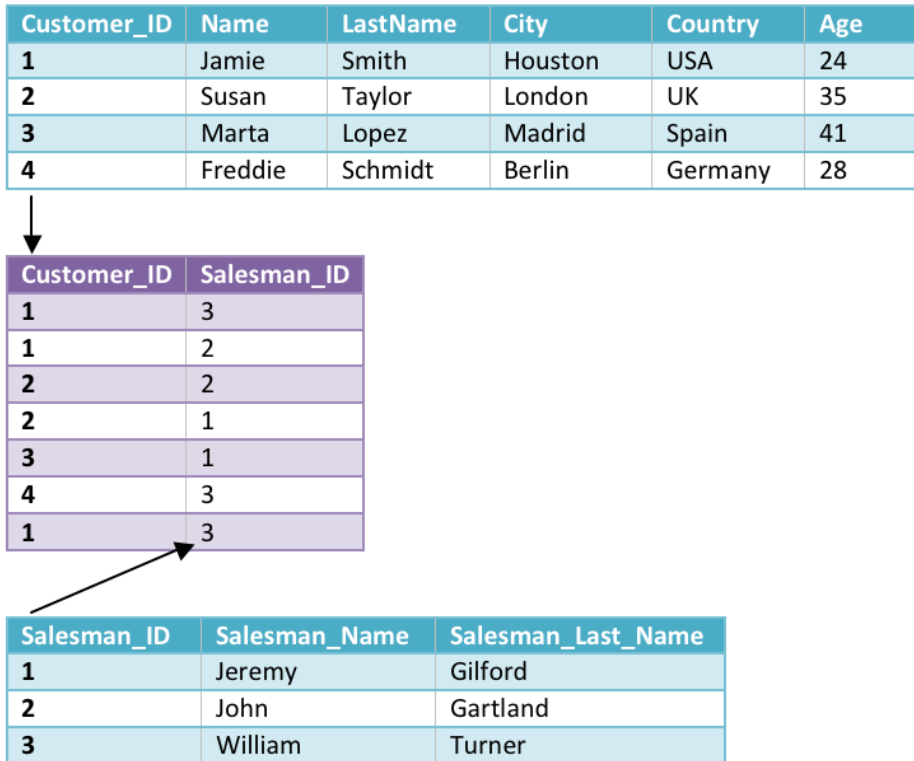 Customer_ID Name LastName City Country Age
1 Jamie Smith Houston USA 24
2 Susan Taylor London UK 35
3 Marta Lopez Madrid Spain 41
4 Freddie Schmidt Berlin Germany 28
Customer_ID Salesman_ID
1 3
1 2
2 2
2 1
3 1
4 3
1 3
Salesman_ID Salesman_Name Salesman_Last_Name
1 Jeremy Gilford
2 John Gartland
3 William Turner